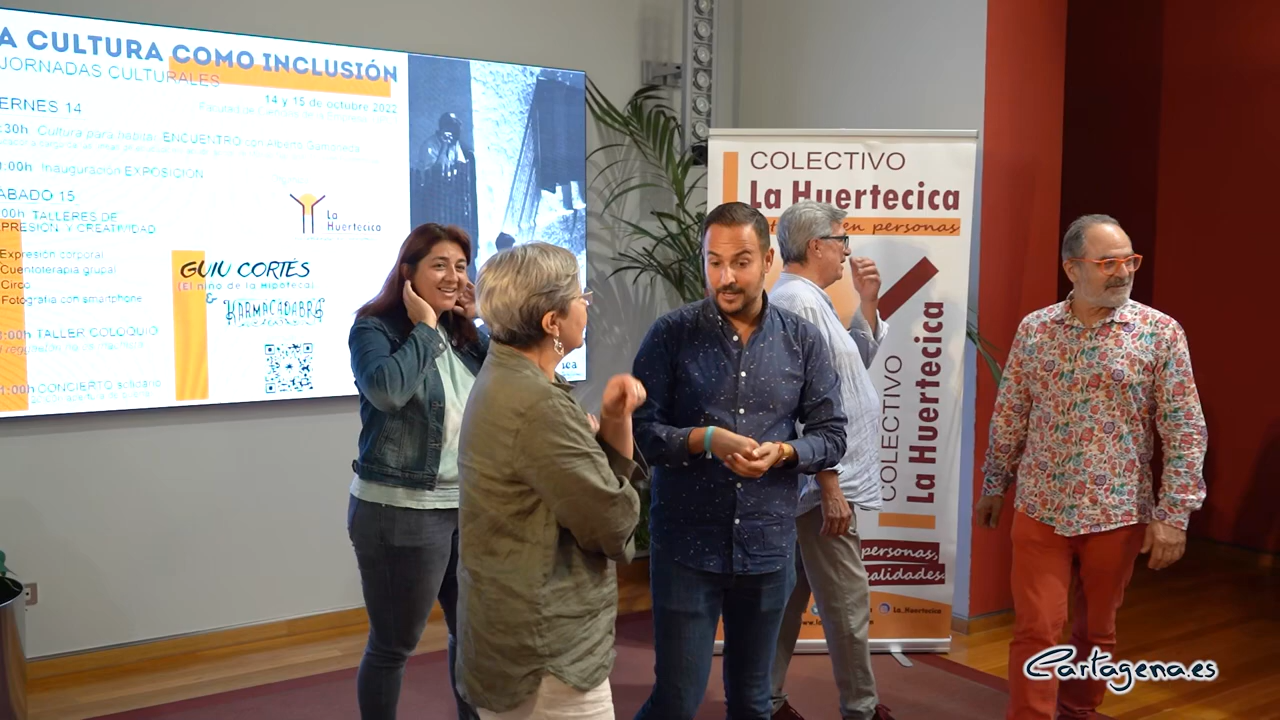 A CULTURA COMO INCLUSIÓN
JORNADAS CULTURALES
14 y 15 de octubre 2022
ERNES 14
:30h Cultura para habitar ENCUENTRO con Alberto
:00h Inauguración EXPOSICIÓN
ÁBADO 15
00h TALLERES DE
PRESIÓN Y CREATIVIDAD
Expresión corporal
Cuentoterapia grupal
Circo
Fotografía con smartphone
:00h TALLER COLOQUIO
1:00h CONCIERTO solidario
La
Huertecica
GUIU CORTÉS
(El niño de la hipoteca)
&
KARMACADABRA
COLECTIVO
La Huertecica
en personas
COLECTIVO
La Huertecica
personas,
alidades.
La_Huertecica
Cartagena.es